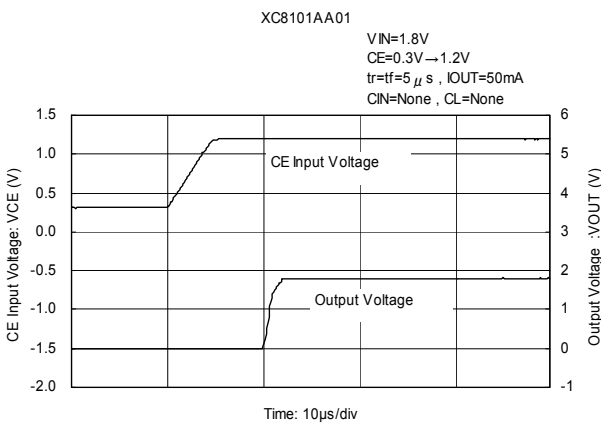 XC8101AA01
VIN=1.8V
CE=0.3V→1.2V
tr=tf=5μs , IOUT=50mA
CIN=None , CL=None
1.5
1.0
0.5
0.0
-0.5
-1.0
-1.5
-2.0
CE Input Voltage: VCE (V)
CE Input Voltage
Output Voltage
6
5
4
3
2
1
0
-1
Output Voltage :VOUT (V)
Time: 10μs/div